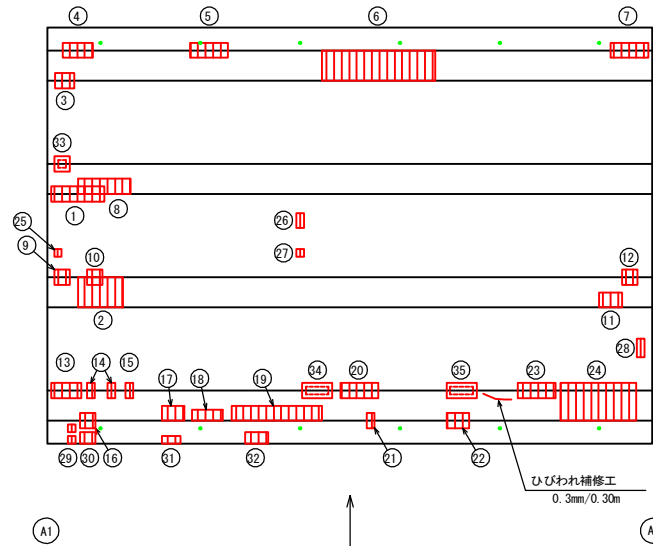 ④ ⑤ ⑥ ⑦
③
㉝
① ⑧
㉕ ㉖
⑨ ⑩ ㉗ ⑫
② ⑪
㉘
⑬ ⑭ ⑮ ⑰ ⑱ ⑲ ㉞ ⑳ ㉟ ㉓ ㉔
㉙ ㉚ ⑯ ㉛ ㉜ ㉑ ㉒
ひびわれ補修工
0.3mm/0.30m
A1